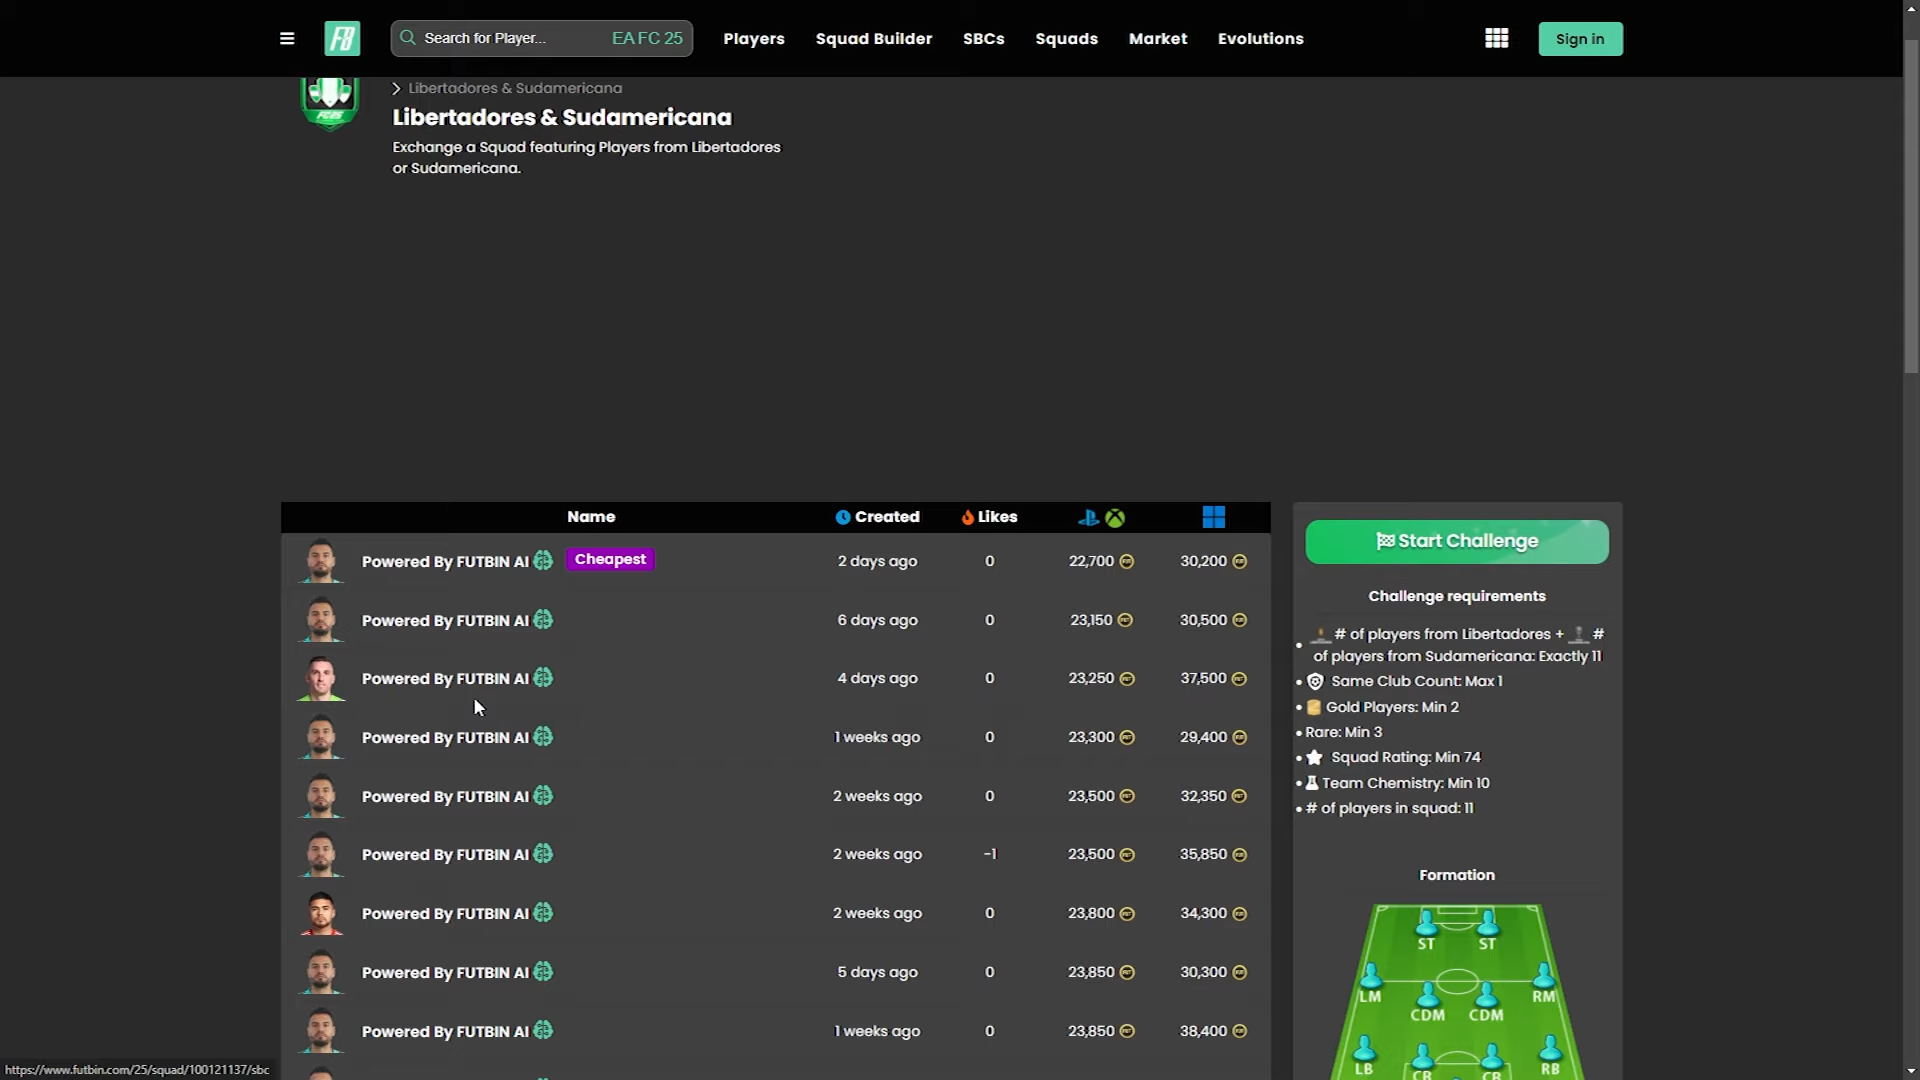 F8
Search for Player...
EA FC 25
Players
Squad Builder
SBCs
Squads
Market
Evolutions
Sign in
Libertadores & Sudamericana
FC25
Libertadores & Sudamericana
Exchange a Squad featuring Players from Libertadores
or Sudamericana.
Name Created Likes
Powered By FUTBIN AI Cheapest 2 days ago 0 22,700 30,200
Powered By FUTBIN AI 6 days ago 0 23,150 30,500
Powered By FUTBIN AI 4 days ago 0 23,250 37,500
Powered By FUTBIN AI 1 weeks ago 0 23,300 29,400
Powered By FUTBIN AI 2 weeks ago 0 23,500 32,350
Powered By FUTBIN AI 2 weeks ago -1 23,500 35,850
Powered By FUTBIN AI 2 weeks ago 0 23,800 34,300
Powered By FUTBIN AI 5 days ago 0 23,850 30,300
Powered By FUTBIN AI 1 weeks ago 0 23,850 38,400
Start Challenge
Challenge requirements
• # of players from Libertadores + #
of players from Sudamericana: Exactly 11
• Same Club Count: Max 1
• Gold Players: Min 2
• Rare: Min 3
• Squad Rating: Min 74
• Team Chemistry: Min 10
• # of players in squad: 11
Formation
ST ST
LM RM
CDM CDM
LB RB
CB CB
https://www.futbin.com/25/squad/100121137/sbc